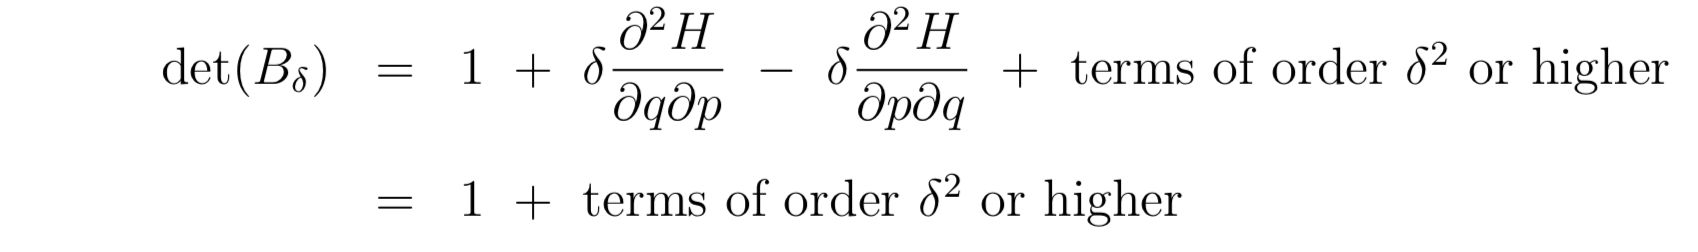 det(B_δ) = 1 + δ ∂²H/∂q∂p − δ ∂²H/∂p∂q + terms of order δ² or higher
= 1 + terms of order δ² or higher